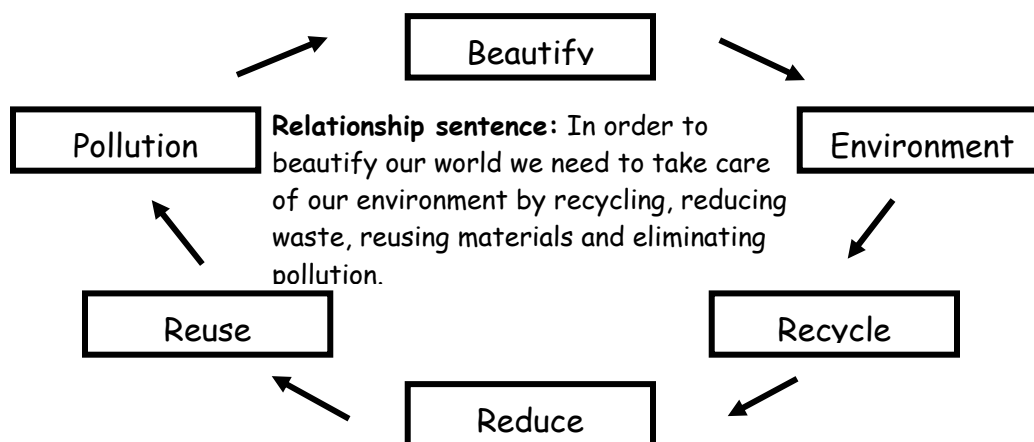 Beautify
Pollution
Relationship sentence: In order to
beautify our world we need to take care
of our environment by recycling, reducing
waste, reusing materials and eliminating
pollution.
Environment
Reuse
Recycle
Reduce